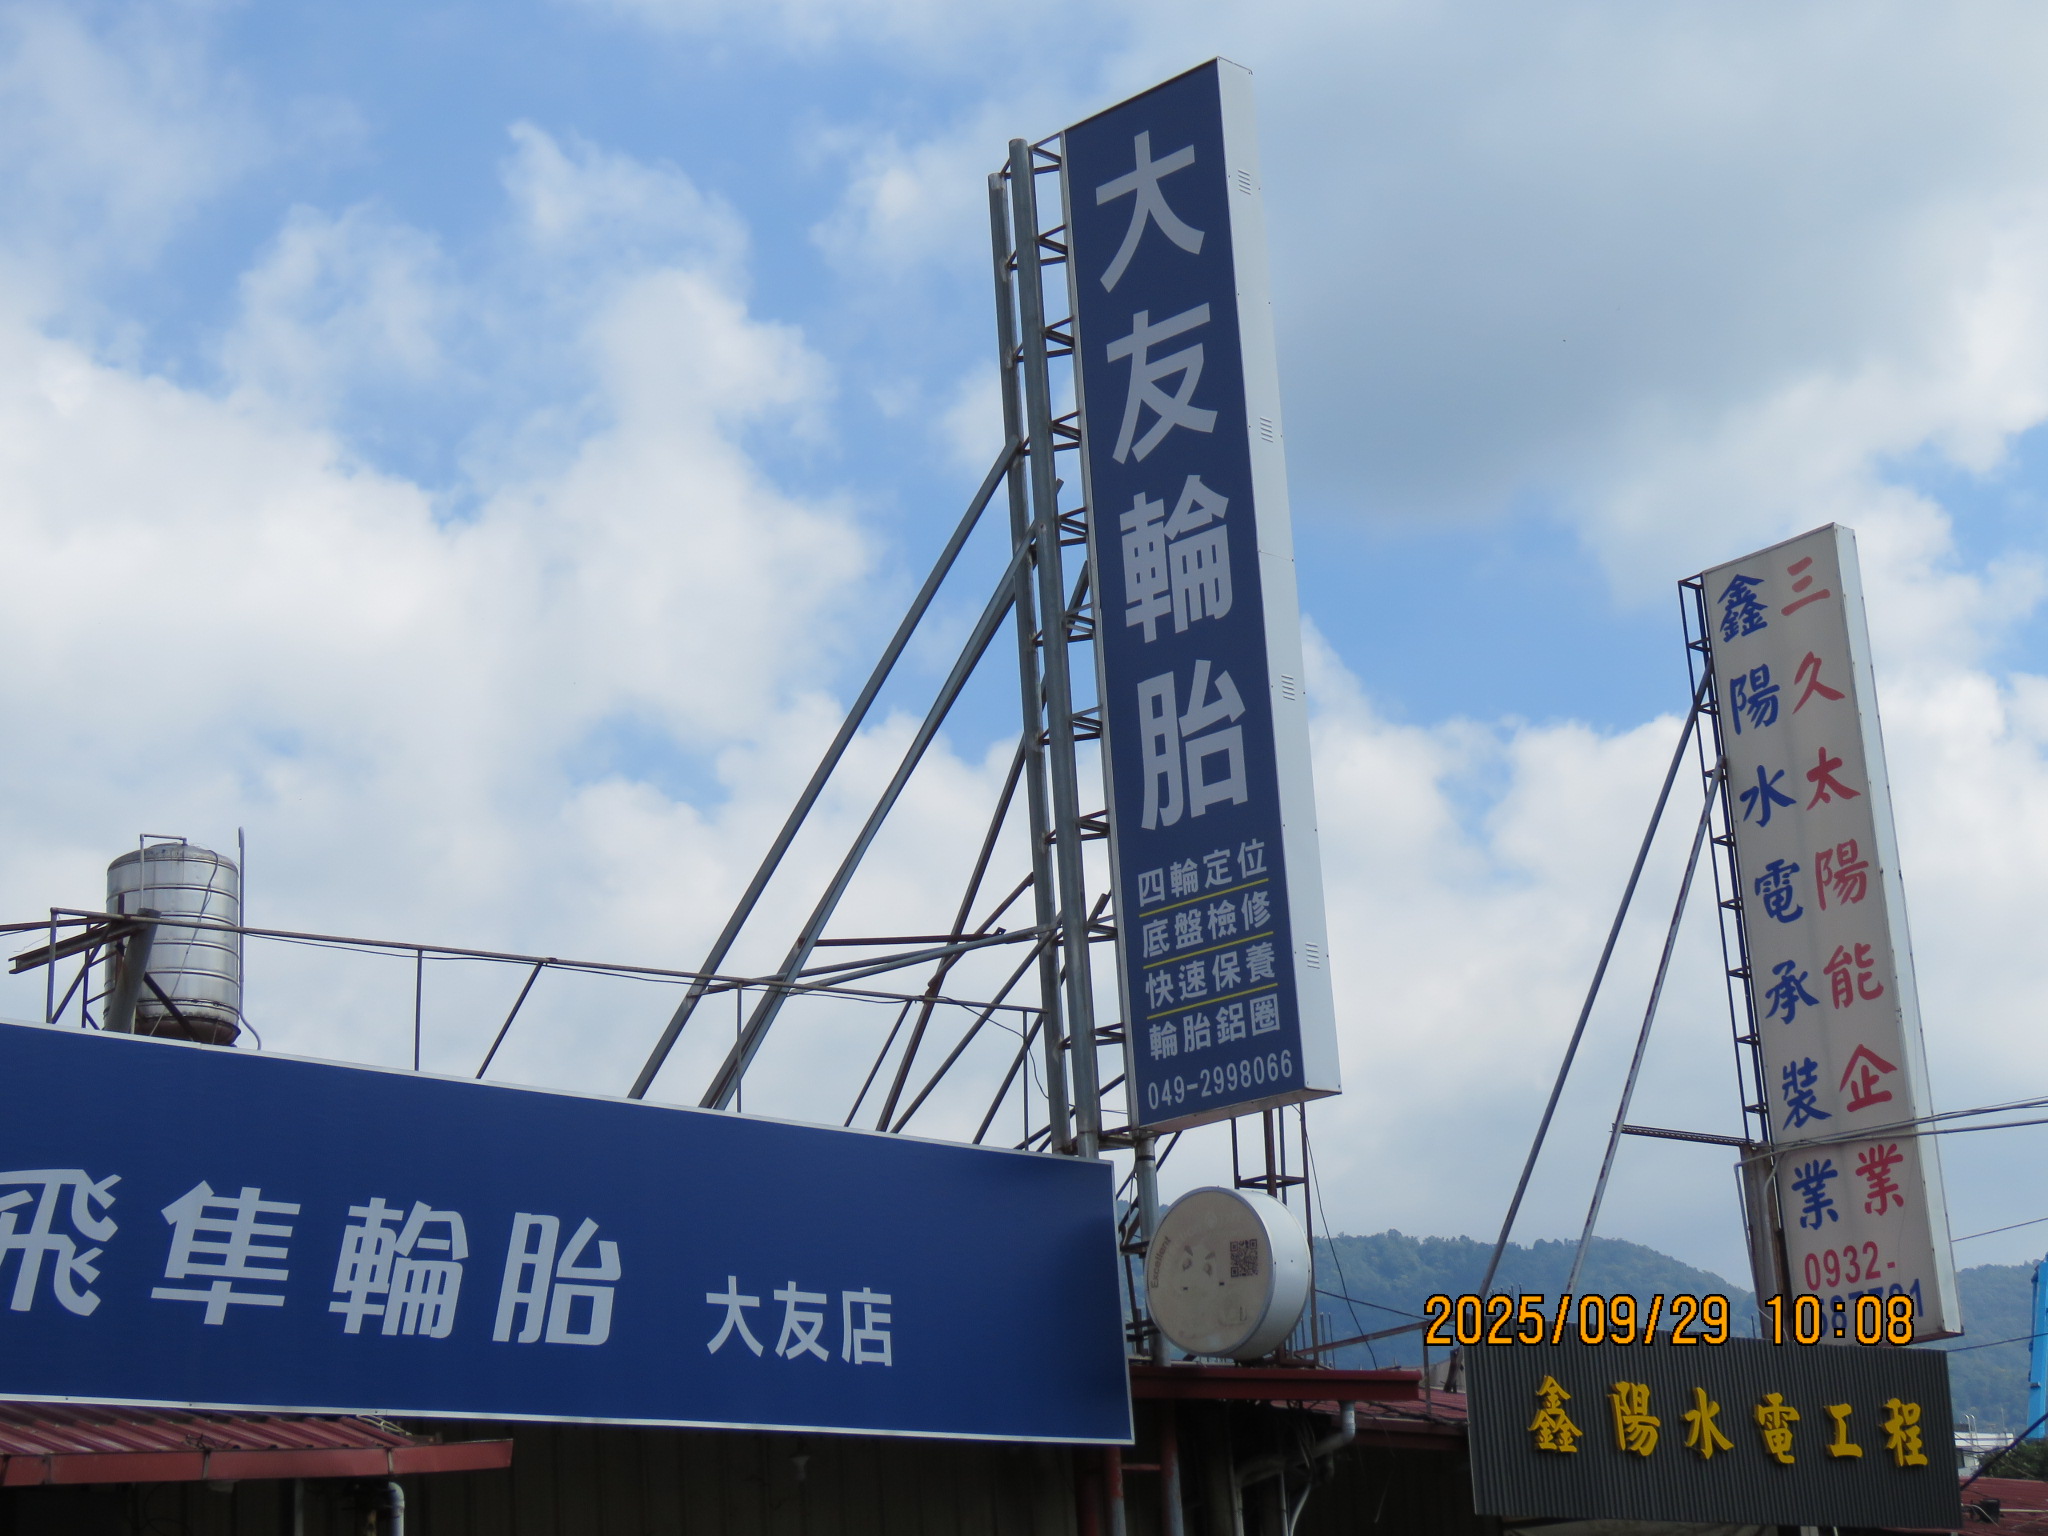 大友輪胎
四輪定位
底盤檢修
快速保養
輪胎鋁圈
049-2998066
飛隼輪胎 大友店
Excellent
三久太陽能企業
鑫陽水電承裝業
0932-
鑫陽水電工程
2025/09/29 10:08